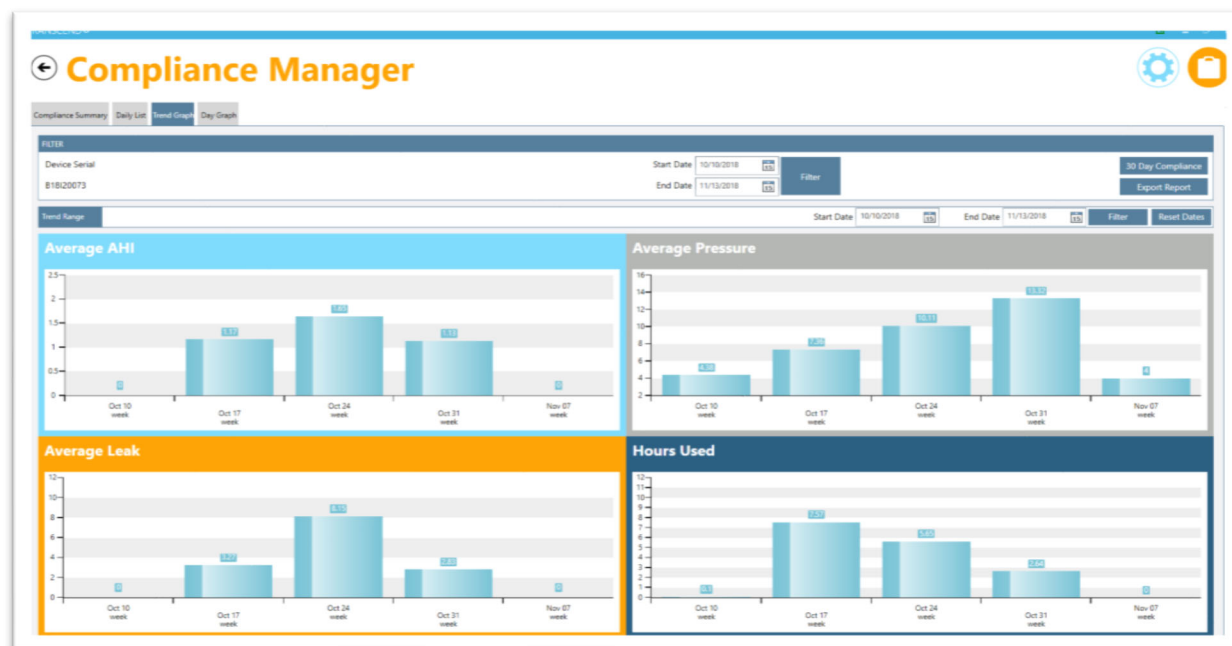 Compliance Manager
Compliance Summary Daily List Trend Graph Day Graph
FILTER
Device Serial Start Date 10/10/2018 Filter 30 Day Compliance
B18I20073 End Date 11/13/2018 Export Report
Trend Range Start Date 10/10/2018 End Date 11/13/2018 Filter Reset Dates
Average AHI
2.5
2
1.5
1
0.5
0
0 1.17 1.65 1.13 0
Oct 10 week Oct 17 week Oct 24 week Oct 31 week Nov 07 week
Average Pressure
16
14
12
10
8
6
4
2
4.38 7.36 10.11 13.32 4
Oct 10 week Oct 17 week Oct 24 week Oct 31 week Nov 07 week
Average Leak
12
10
8
6
4
2
0
0 3.27 8.15 2.83 0
Oct 10 week Oct 17 week Oct 24 week Oct 31 week Nov 07 week
Hours Used
12
11
10
9
8
7
6
5
4
3
2
1
0
0.1 7.57 5.65 2.64 0
Oct 10 week Oct 17 week Oct 24 week Oct 31 week Nov 07 week